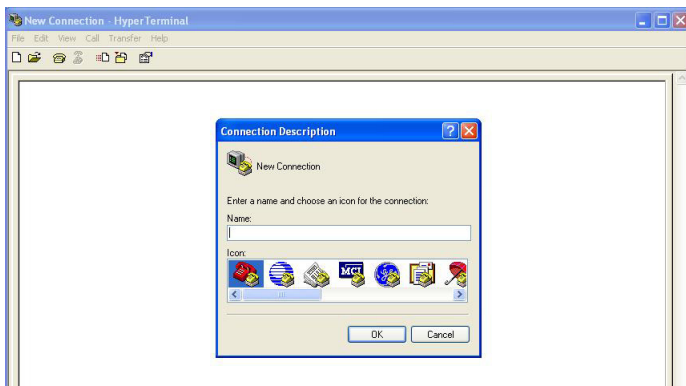 New Connection - HyperTerminal
File Edit View Call Transfer Help
Connection Description
New Connection
Enter a name and choose an icon for the connection:
Name:
Icon:
MCI
OK Cancel